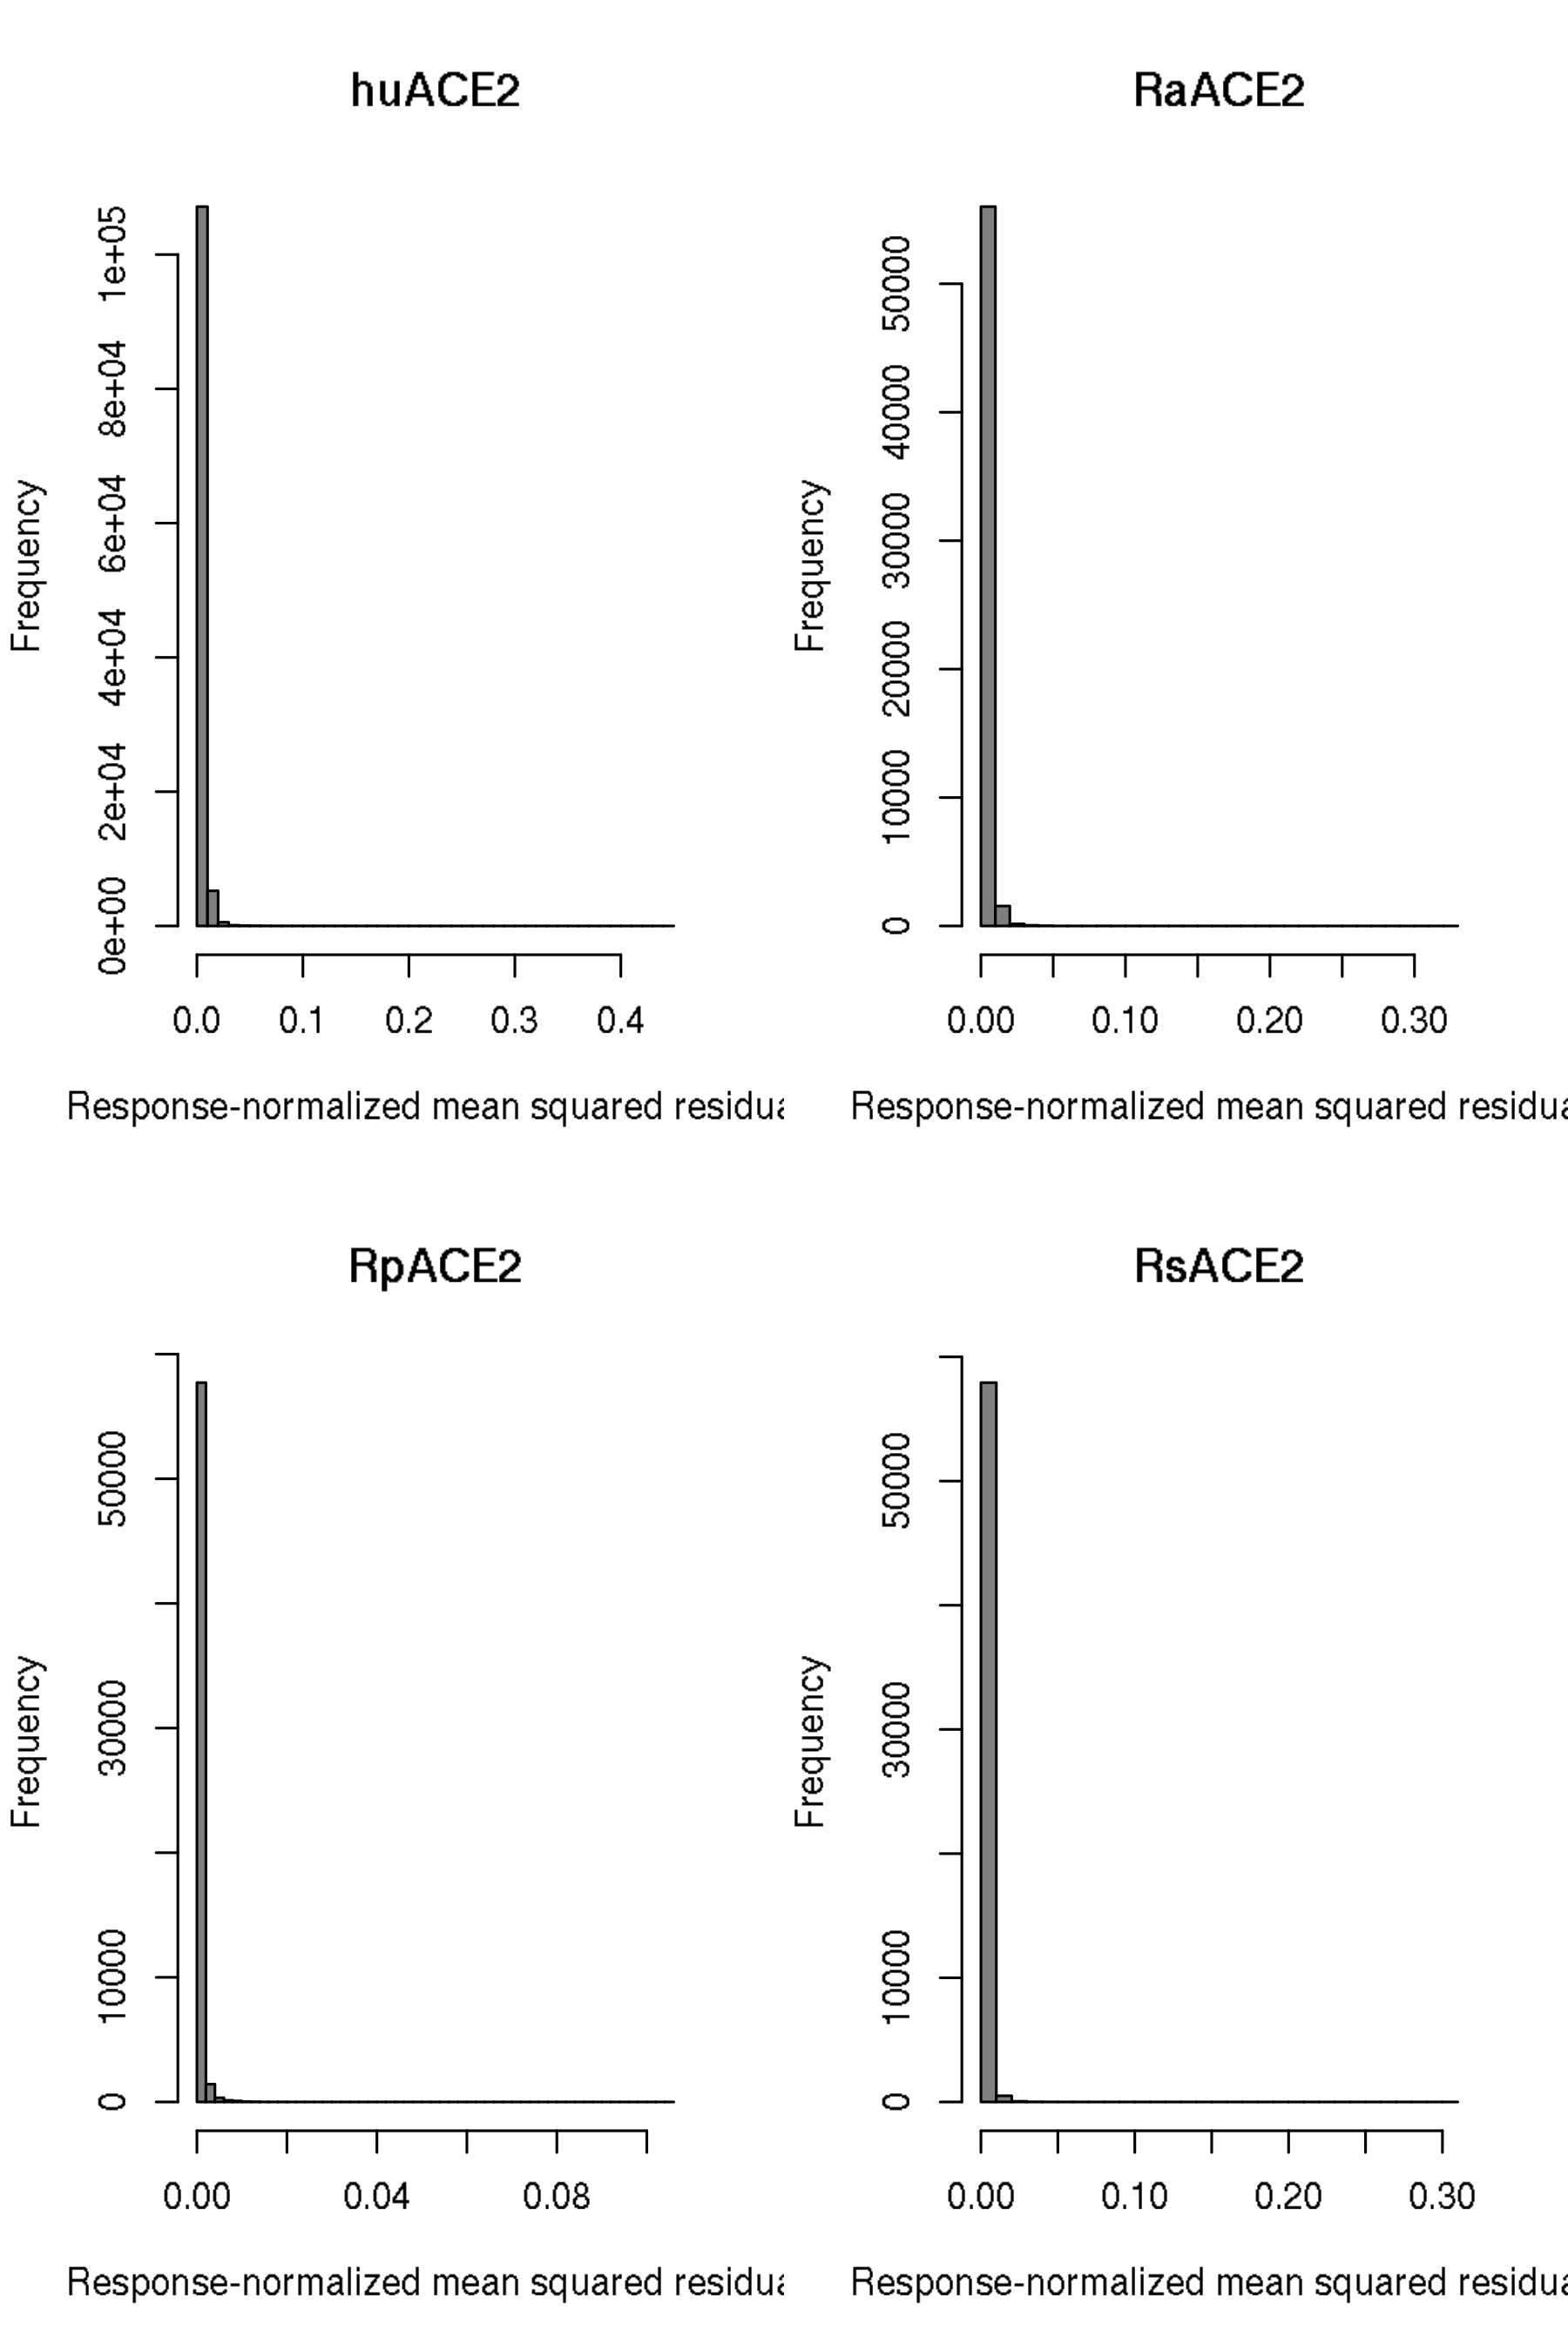 huACE2
Frequency
1e+05
8e+04
6e+04
4e+04
2e+04
0e+00
0.0 0.1 0.2 0.3 0.4
Response-normalized mean squared
RaACE2
Frequency
50000
40000
30000
20000
10000
0
0.00 0.10 0.20 0.30
Response-normalized mean squared
RpACE2
Frequency
50000
30000
10000
0
0.00 0.04 0.08
Response-normalized mean squared
RsACE2
Frequency
50000
30000
10000
0
0.00 0.10 0.20 0.30
Response-normalized mean squared